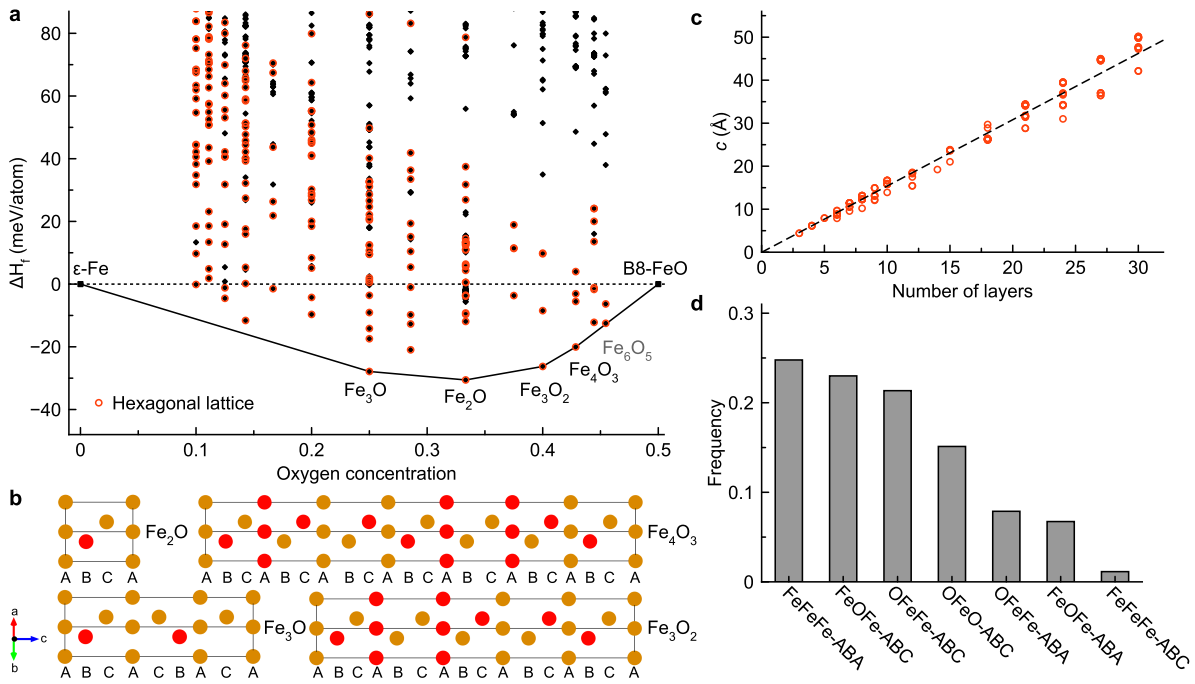 a
ΔH_f (meV/atom)
80
60
40
20
0
−20
−40
ε-Fe
B8-FeO
Fe₃O
Fe₂O
Fe₃O₂
Fe₄O₃
Fe₆O₅
Hexagonal lattice
0 0.1 0.2 0.3 0.4 0.5
Oxygen concentration
b
Fe₂O
A B C A
Fe₄O₃
A B C A B C A B C A B C A B C A B C A B C A
a
c
b
Fe₃O
A B C A C B A C A
Fe₃O₂
A B C A B C A B C A B C A B C A
c
c (Å)
50
40
30
20
10
0
0 5 10 15 20 25 30
Number of layers
d
Frequency
0.3
0.2
0.1
0
FeFeFe-ABA
FeOFe-ABC
OFeFe-ABC
OFeO-ABC
OFeFe-ABA
FeOFe-ABA
FeFeFe-ABC